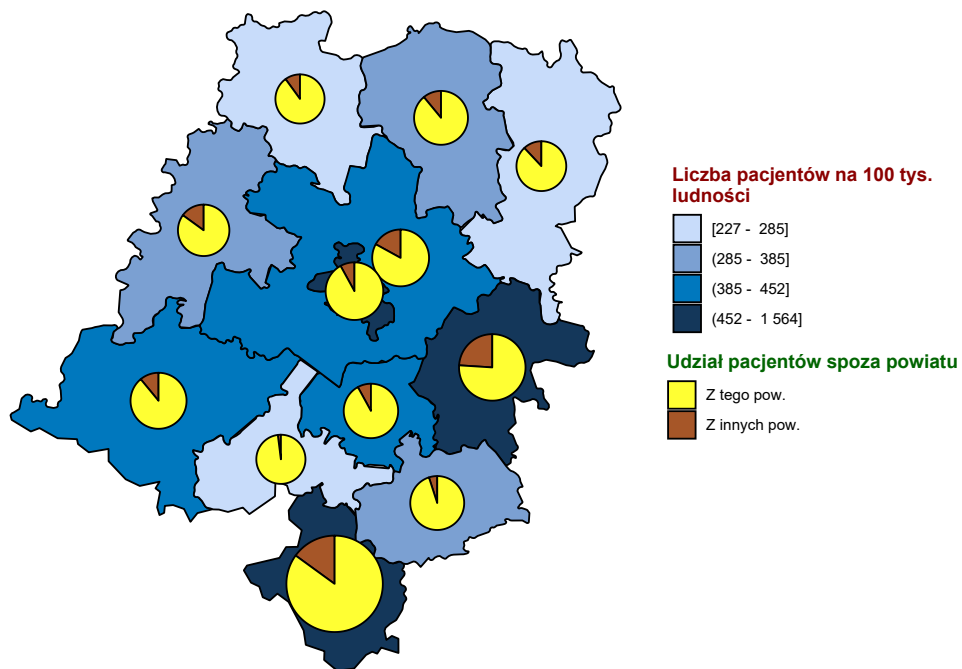 Liczba pacjentów na 100 tys.
ludności
[227 - 285]
(285 - 385]
(385 - 452]
(452 - 1 564]
Udział pacjentów spoza powiatu
Z tego pow.
Z innych pow.